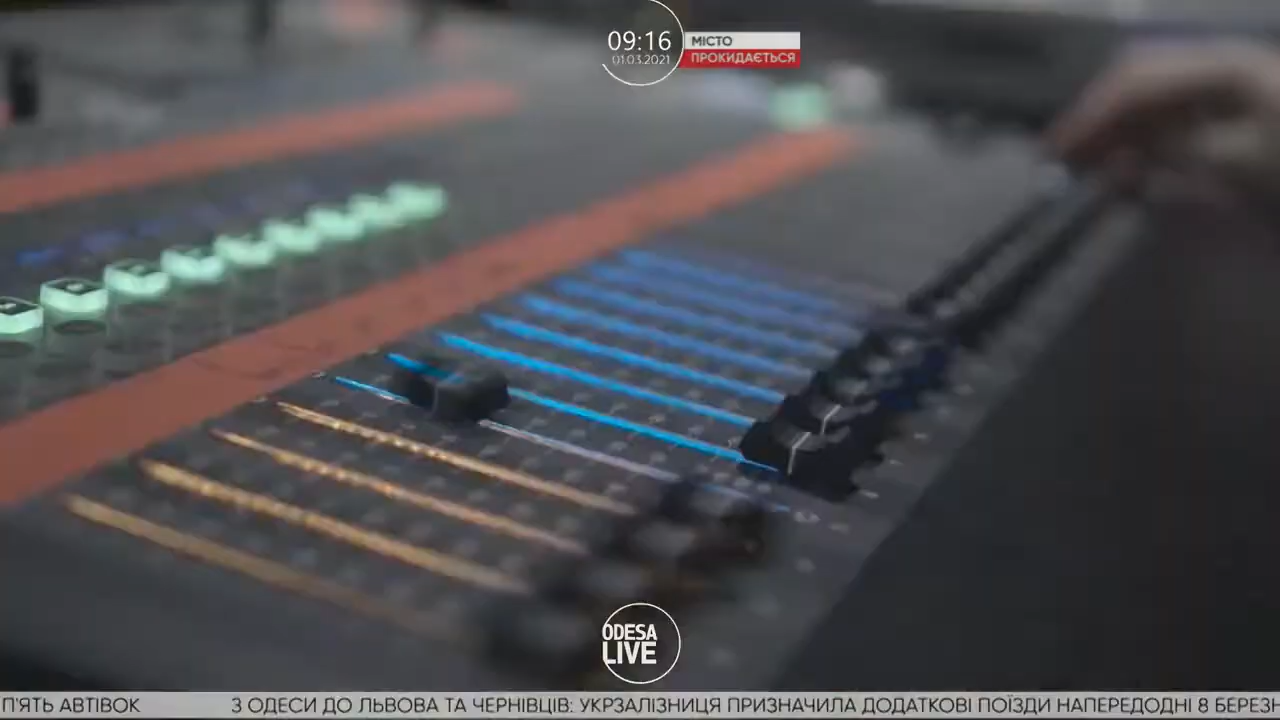 09:16
01.03.2021
МІСТО
ПРОКИДАЄТЬСЯ
ODESA
LIVE
П'ЯТЬ АВТІВОК З ОДЕСИ ДО ЛЬВОВА ТА ЧЕРНІВЦІВ: УКРЗАЛІЗНИЦЯ ПРИЗНАЧИЛА ДОДАТКОВІ ПОЇЗДИ НАПЕРЕДОДНІ 8 БЕРЕЗН